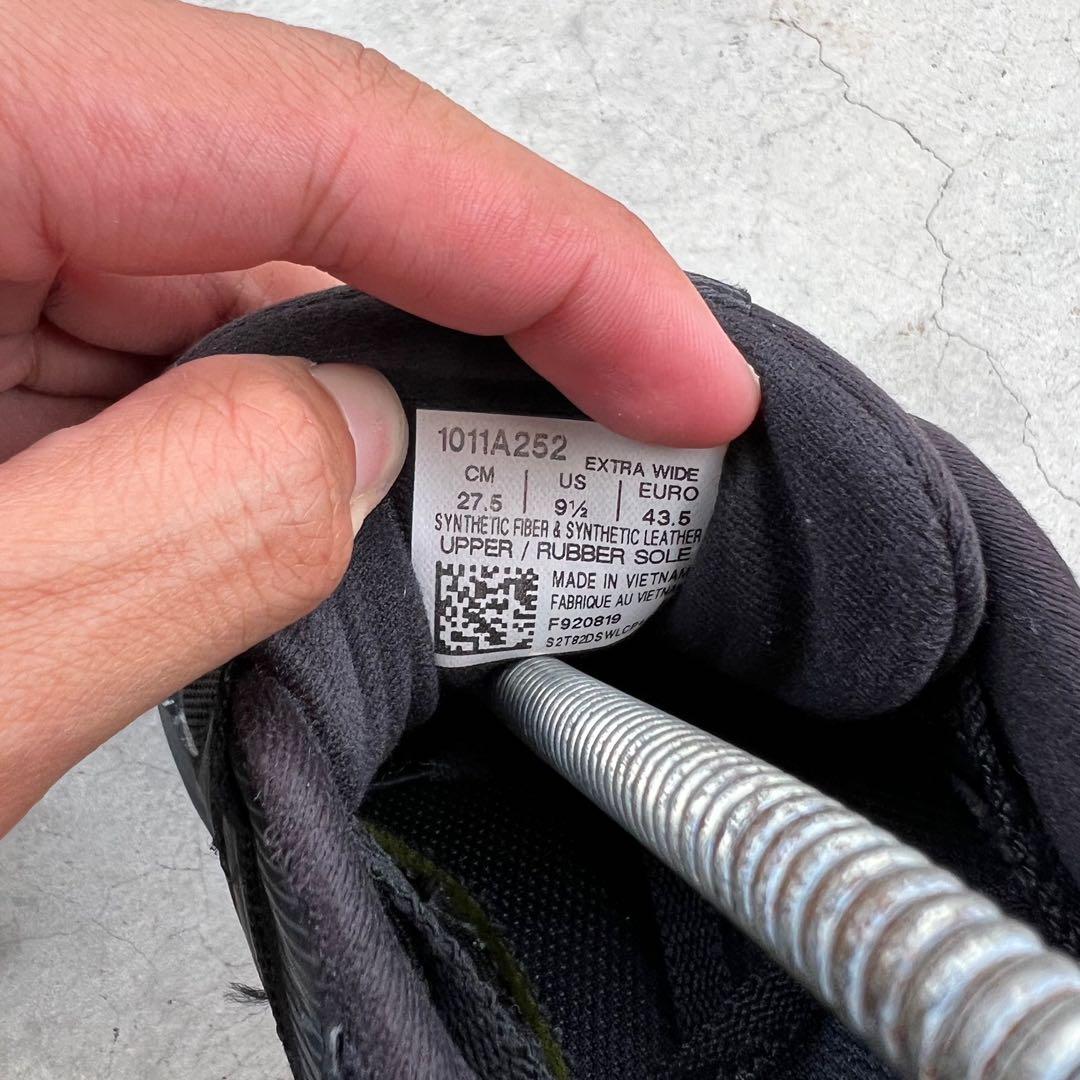 1011A252
EXTRA WIDE
CM | US | EURO
27.5 | 9½ | 43.5
SYNTHETIC FIBER & SYNTHETIC LEATHER
UPPER / RUBBER SOLE
MADE IN VIETNAM
FABRIQUE AU
F920819